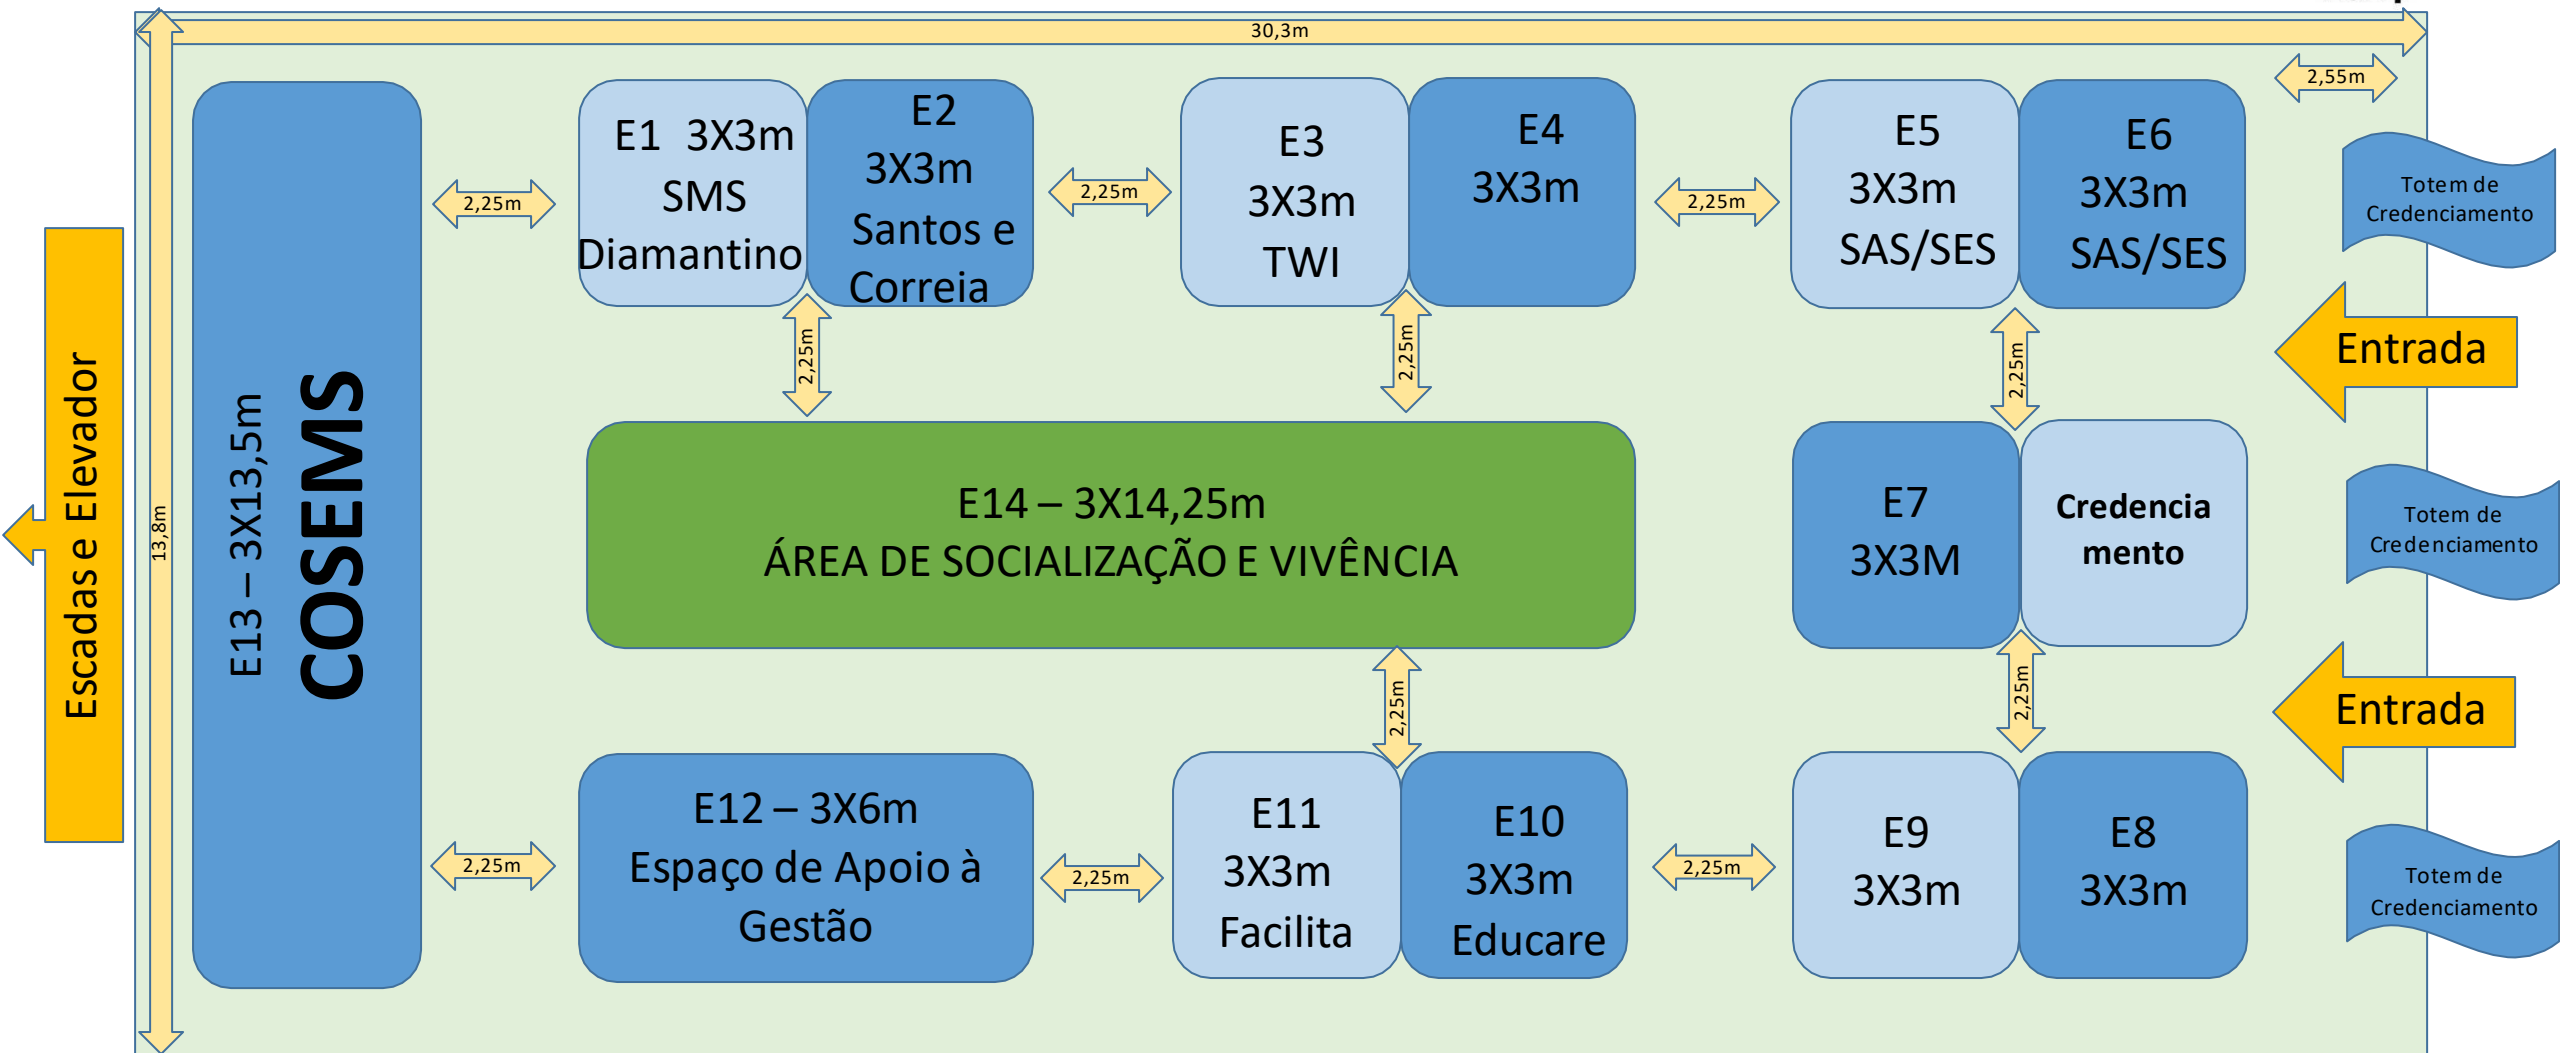 30,3m
2,55m
E1 3X3m
SMS
Diamantino
E2
3X3m
Santos e
Correia
E3
3X3m
TWI
E4
3X3m
E5
3X3m
SAS/SES
E6
3X3m
SAS/SES
Totem de
Credenciamento
2,25m
2,25m
2,25m
2,25m
2,25m
2,25m
Entrada
Escadas e Elevador
13,8m
E13 – 3X13,5m
COSEMS
E14 – 3X14,25m
ÁREA DE SOCIALIZAÇÃO E VIVÊNCIA
E7
3X3M
Credencia
mento
Totem de
Credenciamento
2,25m
2,25m
Entrada
2,25m
E12 – 3X6m
Espaço de Apoio à
Gestão
2,25m
E11
3X3m
Facilita
E10
3X3m
Educare
2,25m
E9
3X3m
E8
3X3m
Totem de
Credenciamento